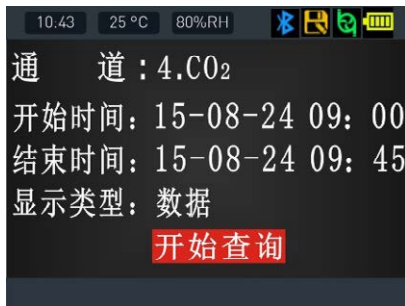 10.43 25 ºC 80%RH
通 道：4.CO₂
开始时间：15-08-24 09：00
结束时间：15-08-24 09：45
显示类型：数据
开始查询